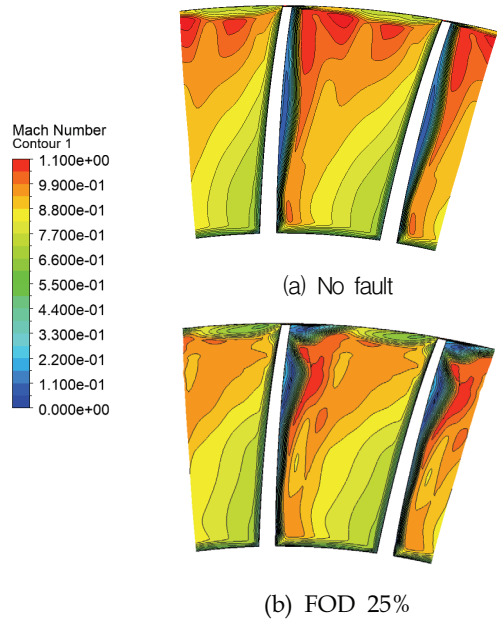 Mach Number
Contour 1
1.100e+00
9.900e-01
8.800e-01
7.700e-01
6.600e-01
5.500e-01
4.400e-01
3.300e-01
2.200e-01
1.100e-01
0.000e+00
(a) No fault
(b) FOD 25%